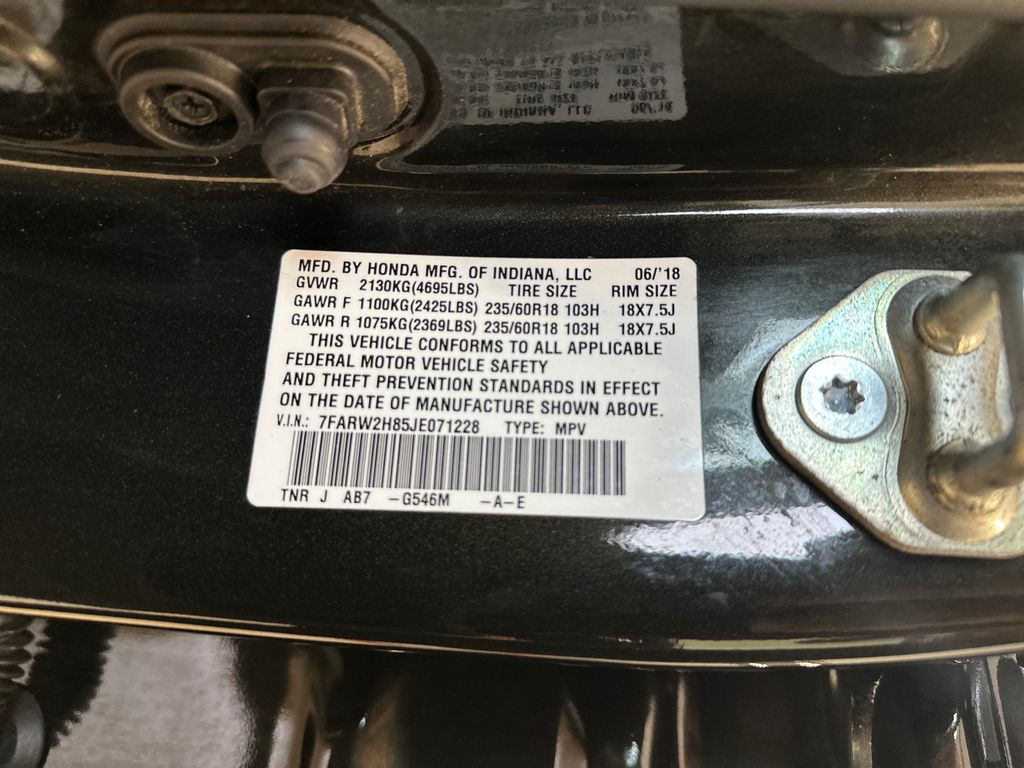 MFD. BY HONDA MFG. OF INDIANA, LLC 06/'18
GVWR 2130KG(4695LBS) TIRE SIZE RIM SIZE
GAWR F 1100KG(2425LBS) 235/60R18 103H 18X7.5J
GAWR R 1075KG(2369LBS) 235/60R18 103H 18X7.5J
THIS VEHICLE CONFORMS TO ALL APPLICABLE
FEDERAL MOTOR VEHICLE SAFETY
AND THEFT PREVENTION STANDARDS IN EFFECT
ON THE DATE OF MANUFACTURE SHOWN ABOVE.
V.I.N.: 7FARW2H85JE071228 TYPE: MPV
TNR J AB7 -G546M -A-E